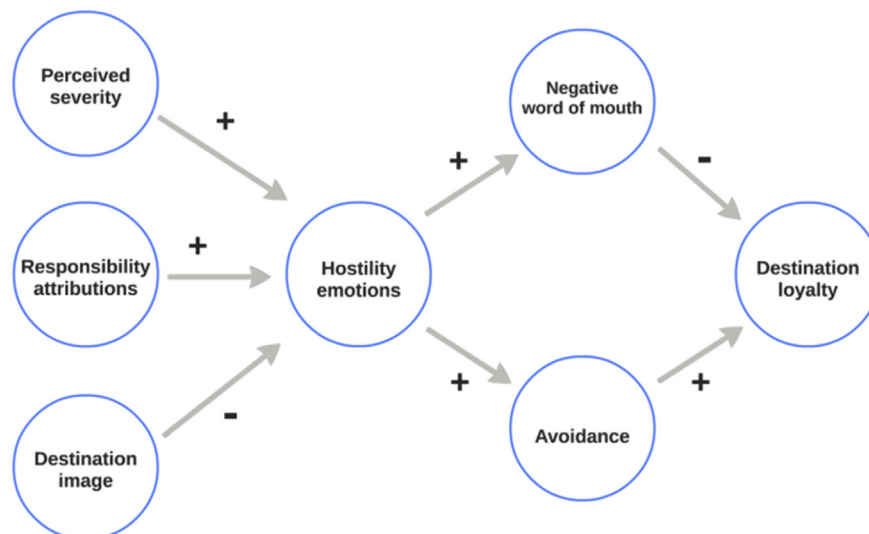 Perceived
severity
+
Responsibility
attributions
+
Destination
image
-
Hostility
emotions
+
+
Negative
word of mouth
-
Avoidance
+
Destination
loyalty